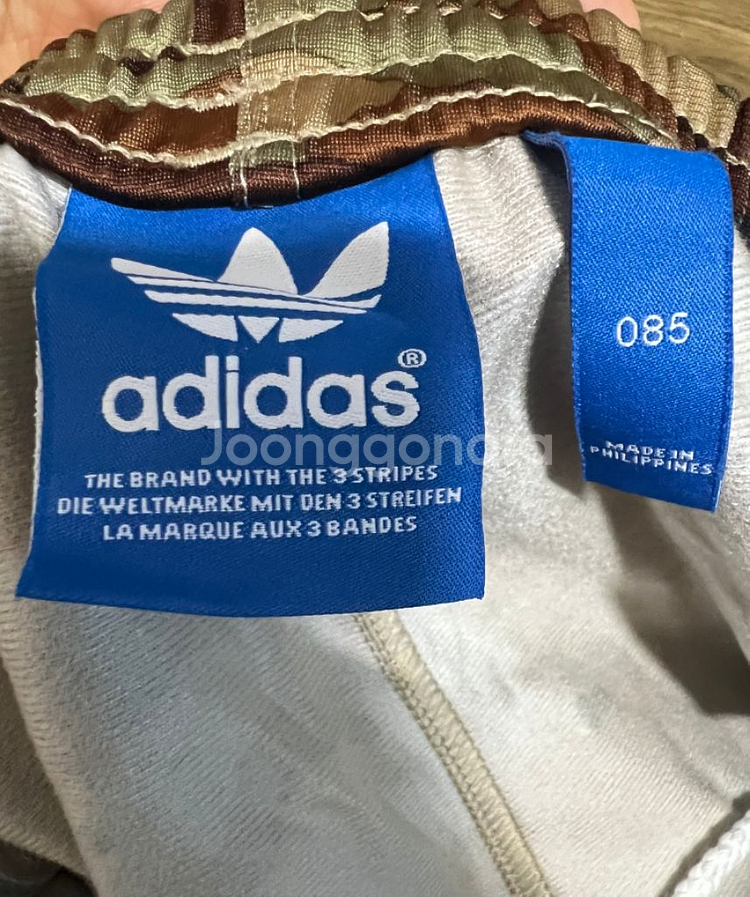 adidas®
THE BRAND WITH THE 3 STRIPES
DIE WELTMARKE MIT DEN 3 STREIFEN
LA MARQUE AUX 3 BANDES
085
MADE IN
PHILIPPINES
Joonggonara